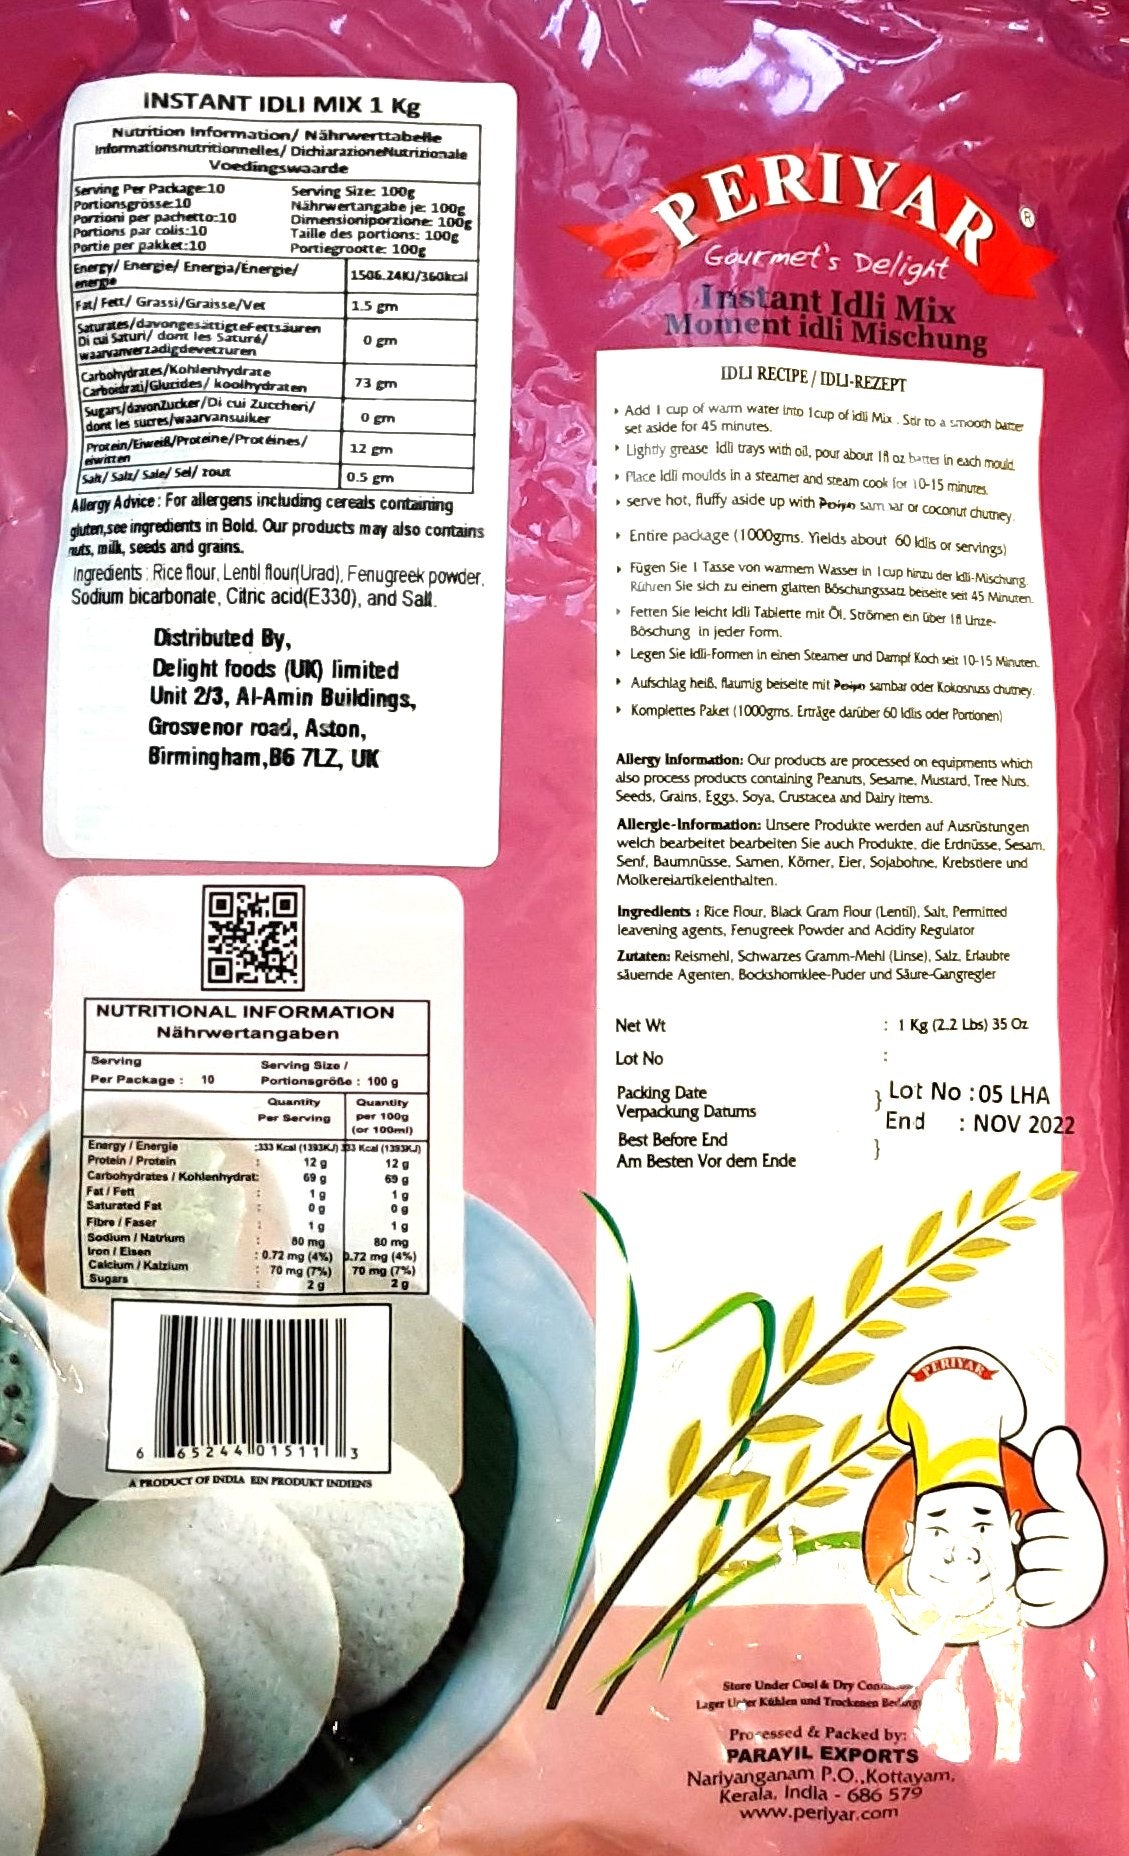 INSTANT IDLI MIX 1 Kg
Nutrition Information/ Nährwerttabelle
Informationsnutritionnelles/ DichiarazioneNutrizionale
Voedingswaarde
Serving Per Package:10 Serving Size: 100g
Portionsgrösse:10 Nährwertangabe je: 100g
Porzioni per pachetto:10 Dimensioniporzione: 100g
Portions par colis:10 Taille des portions: 100g
Portie per pakket:10 Portiegrootte: 100g
Energy/ Energie/ Energia/Énergie/
energie 1506.24KJ/360kcal
Fat/ Fett/ Grassi/Graisse/Vet 1.5 gm
Saturates/davongesättigteFettsäuren
Di cui Saturi/ dont les Saturé/
waarvanverzadigdevetzuren 0 gm
Carbohydrates/Kohlenhydrate
Carboidrati/Glucides/ koolhydraten 73 gm
Sugars/davonZucker/Di cui Zuccheri/
dont les sucres/waarvansuiker 0 gm
Protein/Eiweiß/Proteine/Protéines/
eiwitten 12 gm
Salt/ Salz/ Sale/ Sel/ zout 0.5 gm
Allergy Advice: For allergens including cereals containing
gluten,see ingredients in Bold. Our products may also contains
nuts, milk, seeds and grains.
Ingredients : Rice flour, Lentil flour(Urad), Fenugreek powder,
Sodium bicarbonate, Citric acid(E330), and Salt.
Distributed By,
Delight foods (UK) limited
Unit 2/3, Al-Amin Buildings,
Grosvenor road, Aston,
Birmingham,B6 7LZ, UK
NUTRITIONAL INFORMATION
Nährwertangaben
Serving Serving Size /
Per Package : 10 Portionsgröße : 100 g
Quantity Quantity
Per Serving per 100g
(or 100ml)
Energy / Energie :333 Kcal (1393KJ) 333 Kcal (1393KJ)
Protein / Protein : 12 g 12 g
Carbohydrates / Kohlenhydrat: 69 g 69 g
Fat / Fett : 1 g 1 g
Saturated Fat : 0 g 0 g
Fibre / Faser : 1 g 1 g
Sodium / Natrium : 80 mg 80 mg
Iron / Eisen : 0.72 mg (4%) 0.72 mg (4%)
Calcium / Kalzium : 70 mg (7%) 70 mg (7%)
Sugars : 2 g 2 g
6 65244 01511 3
A PRODUCT OF INDIA EIN PRODUKT INDIENS
PERIYAR ®
Gourmet's Delight
Instant Idli Mix
Moment idli Mischung
IDLI RECIPE / IDLI-REZEPT
Add 1 cup of warm water into 1cup of idli Mix . Stir to a smooth batter
set aside for 45 minutes.
Lightly grease Idli trays with oil, pour about 1fl oz batter in each mould.
Place Idli moulds in a steamer and steam cook for 10-15 minutes.
serve hot, fluffy aside up with Periyar sambar or coconut chutney.
Entire package (1000gms. Yields about 60 Idlis or servings)
Fügen Sie 1 Tasse von warmem Wasser in 1cup hinzu der Idli-Mischung.
Rühren Sie sich zu einem glatten Böschungssatz beiseite seit 45 Minuten.
Fetten Sie leicht Idli Tablette mit Öl, Strömen ein über 1fl Unze-
Böschung in jeder Form.
Legen Sie Idli-Formen in einen Steamer und Dampf Koch seit 10-15 Minuten.
Aufschlag heiß, flaumig beiseite mit Periyar sambar oder Kokosnuss chutney.
Komplettes Paket (1000gms. Erträge darüber 60 Idlis oder Portionen)
Allergy Information: Our products are processed on equipments which
also process products containing Peanuts, Sesame, Mustard, Tree Nuts.
Seeds, Grains, Eggs, Soya, Crustacea and Dairy items.
Allergie-Information: Unsere Produkte werden auf Ausrüstungen
welch bearbeitet bearbeiten Sie auch Produkte, die Erdnüsse, Sesam,
Senf, Baumnüsse, Samen, Körner, Eier, Sojabohne, Krebstiere und
Molkereiartikelenthalten.
Ingredients : Rice Flour, Black Gram Flour (Lentil), Salt, Permitted
leavening agents, Fenugreek Powder and Acidity Regulator
Zutaten: Reismehl, Schwarzes Gramm-Mehl (Linse), Salz, Erlaubte
säuernde Agenten, Bockshornklee-Puder und Säure-Gangregler
Net Wt : 1 Kg (2.2 Lbs) 35 Oz
Lot No :
Packing Date } Lot No : 05 LHA
Verpackung Datums
End : NOV 2022
Best Before End }
Am Besten Vor dem Ende
PERIYAR
Store Under Cool & Dry
Lager Unter Kühlen und Trockenen
Processed & Packed by:
PARAYIL EXPORTS
Nariyanganam P.O.,Kottayam,
Kerala, India - 686 579
www.periyar.com